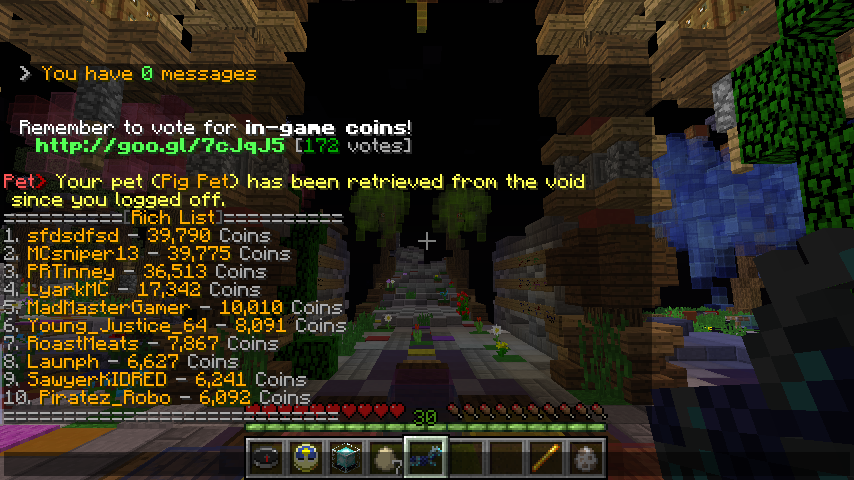 > You have 0 messages
Remember to vote for in-game coins!
http://goo.gl/7cJqJ5 [172 votes]
Pet> Your pet (Pig Pet) has been retrieved from the void
since you logged off.
==========[Rich List]==========
1. sfdsdfsd - 39,790 Coins
2. MCsniper13 - 39,775 Coins
3. PRTinney - 36,513 Coins
4. LyarkMC - 17,342 Coins
5. MadMasterGamer - 10,010 Coins
6. Young_Justice_64 - 8,091 Coins
7. RoastMeats - 7,867 Coins
8. Launph - 6,627 Coins
9. SawyerKIDRED - 6,241 Coins
10. Piratez_Robo - 6,092 Coins
==============================
30
7